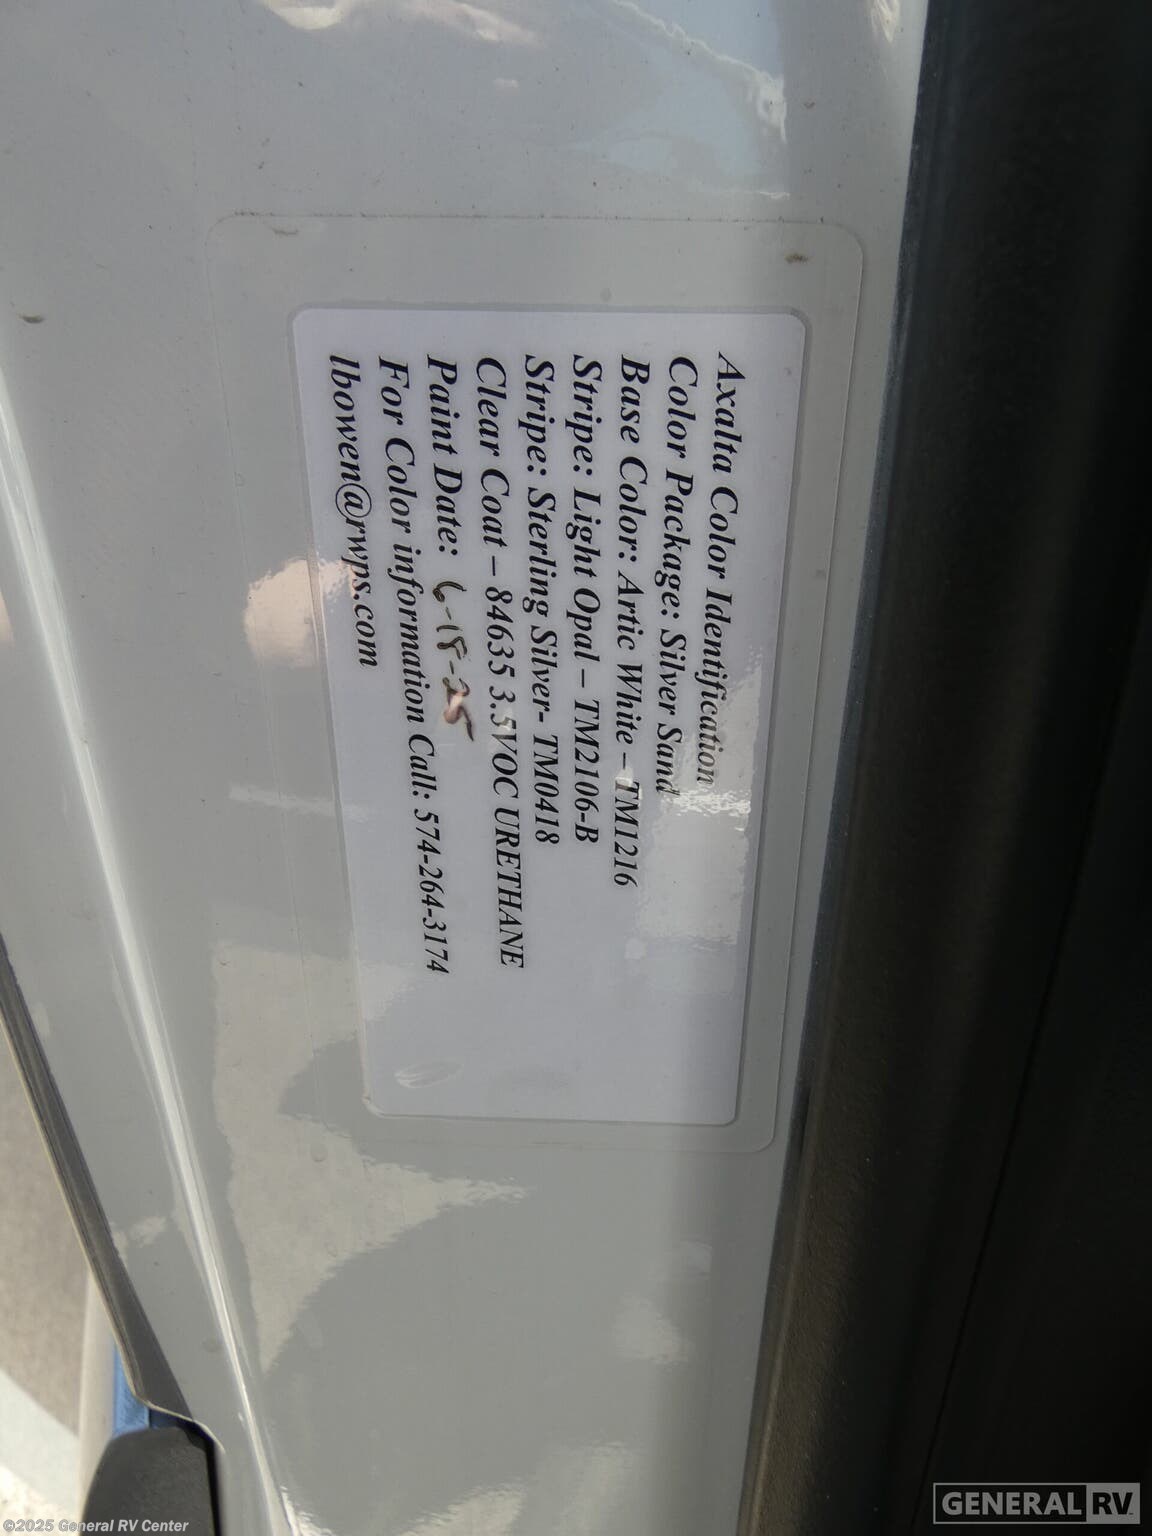 Axalta Color Identification
Color Package: Silver Sand
Base Color: Artic White – TM1216
Stripe: Light Opal – TM2106-B
Stripe: Sterling Silver- TM0418
Clear Coat – 84635 3.5VOC URETHANE
Paint Date: 6-18-25
For Color information Call: 574-264-3174
lbowen@rwps.com
GENERAL RV
©2025 General RV Center